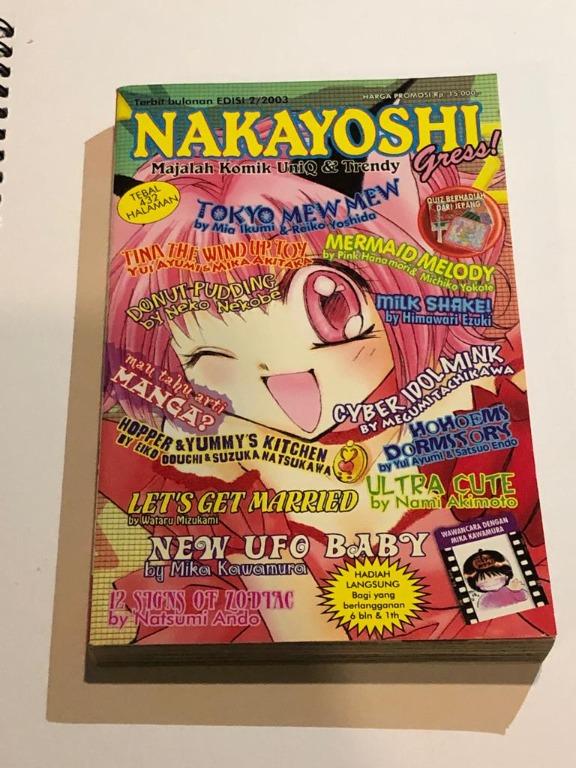 Terbit bulanan EDISI 2/2003
HARGA PROMOSI Rp. 15.000,-
NAKAYOSHI
Gress!
Majalah Komik UniQ & Trendy
TEBAL
432
HALAMAN
QUIZ BERHADIAH
DARI JEPANG
TOKYO MEW MEW
by Mia Ikumi & Reiko Yoshida
TINA THE WIND UP TOY
YUI AYUMI & MIKA AKITAKA
MERMAID MELODY
by Pink Hanamori & Michiko Yokote
DONUT PUDDING
by Neko Nekobe
MILK SHAKE!
by Himawari Ezuki
mau tahu arti
MANGA?
CYBER IDOL MINK
BY MEGUMI TACHIKAWA
HOPPER & YUMMY'S KITCHEN
BY EIKO DOUCHI & SUZUKA NATSUKAWA
HOHOEMS
DORMSSORY
by Yui Ayumi & Satsuo Endo
LET'S GET MARRIED
by Wataru Mizukami
ULTRA CUTE
by Nami Akimoto
NEW UFO BABY
by Mika Kawamura
WAWANCARA DENGAN
MIKA KAWAMURA
HADIAH
LANGSUNG
Bagi yang
berlangganan
6 bln & 1th
12 SIGNS OF ZODIAC
by Natsumi Ando